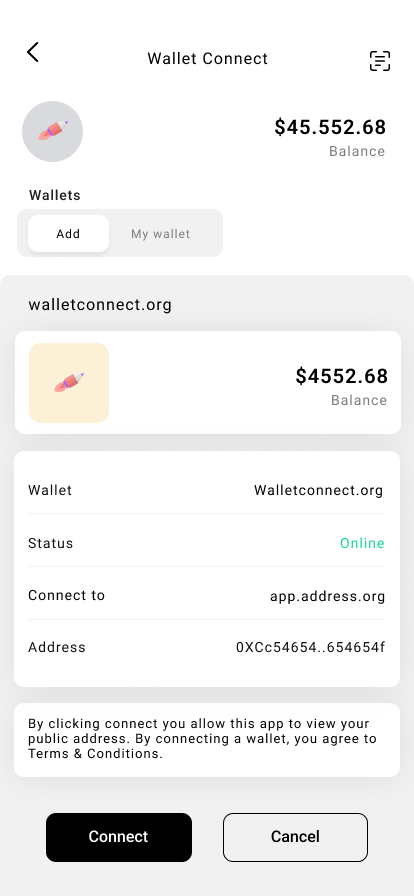 Wallet Connect
$45.552.68
Balance
Wallets
Add
My wallet
walletconnect.org
$4552.68
Balance
Wallet
Walletconnect.org
Status
Online
Connect to
app.address.org
Address
0XCc54654..654654f
By clicking connect you allow this app to view your
public address. By connecting a wallet, you agree to
Terms & Conditions.
Connect
Cancel